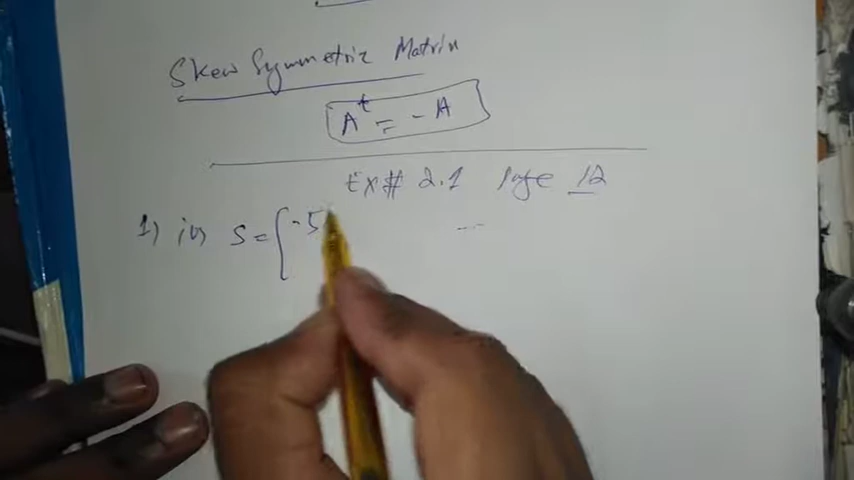 Skew Symmetric Matrix
A^t = - A
Ex# 2.1 Page 12
1) iv) S = [ -5